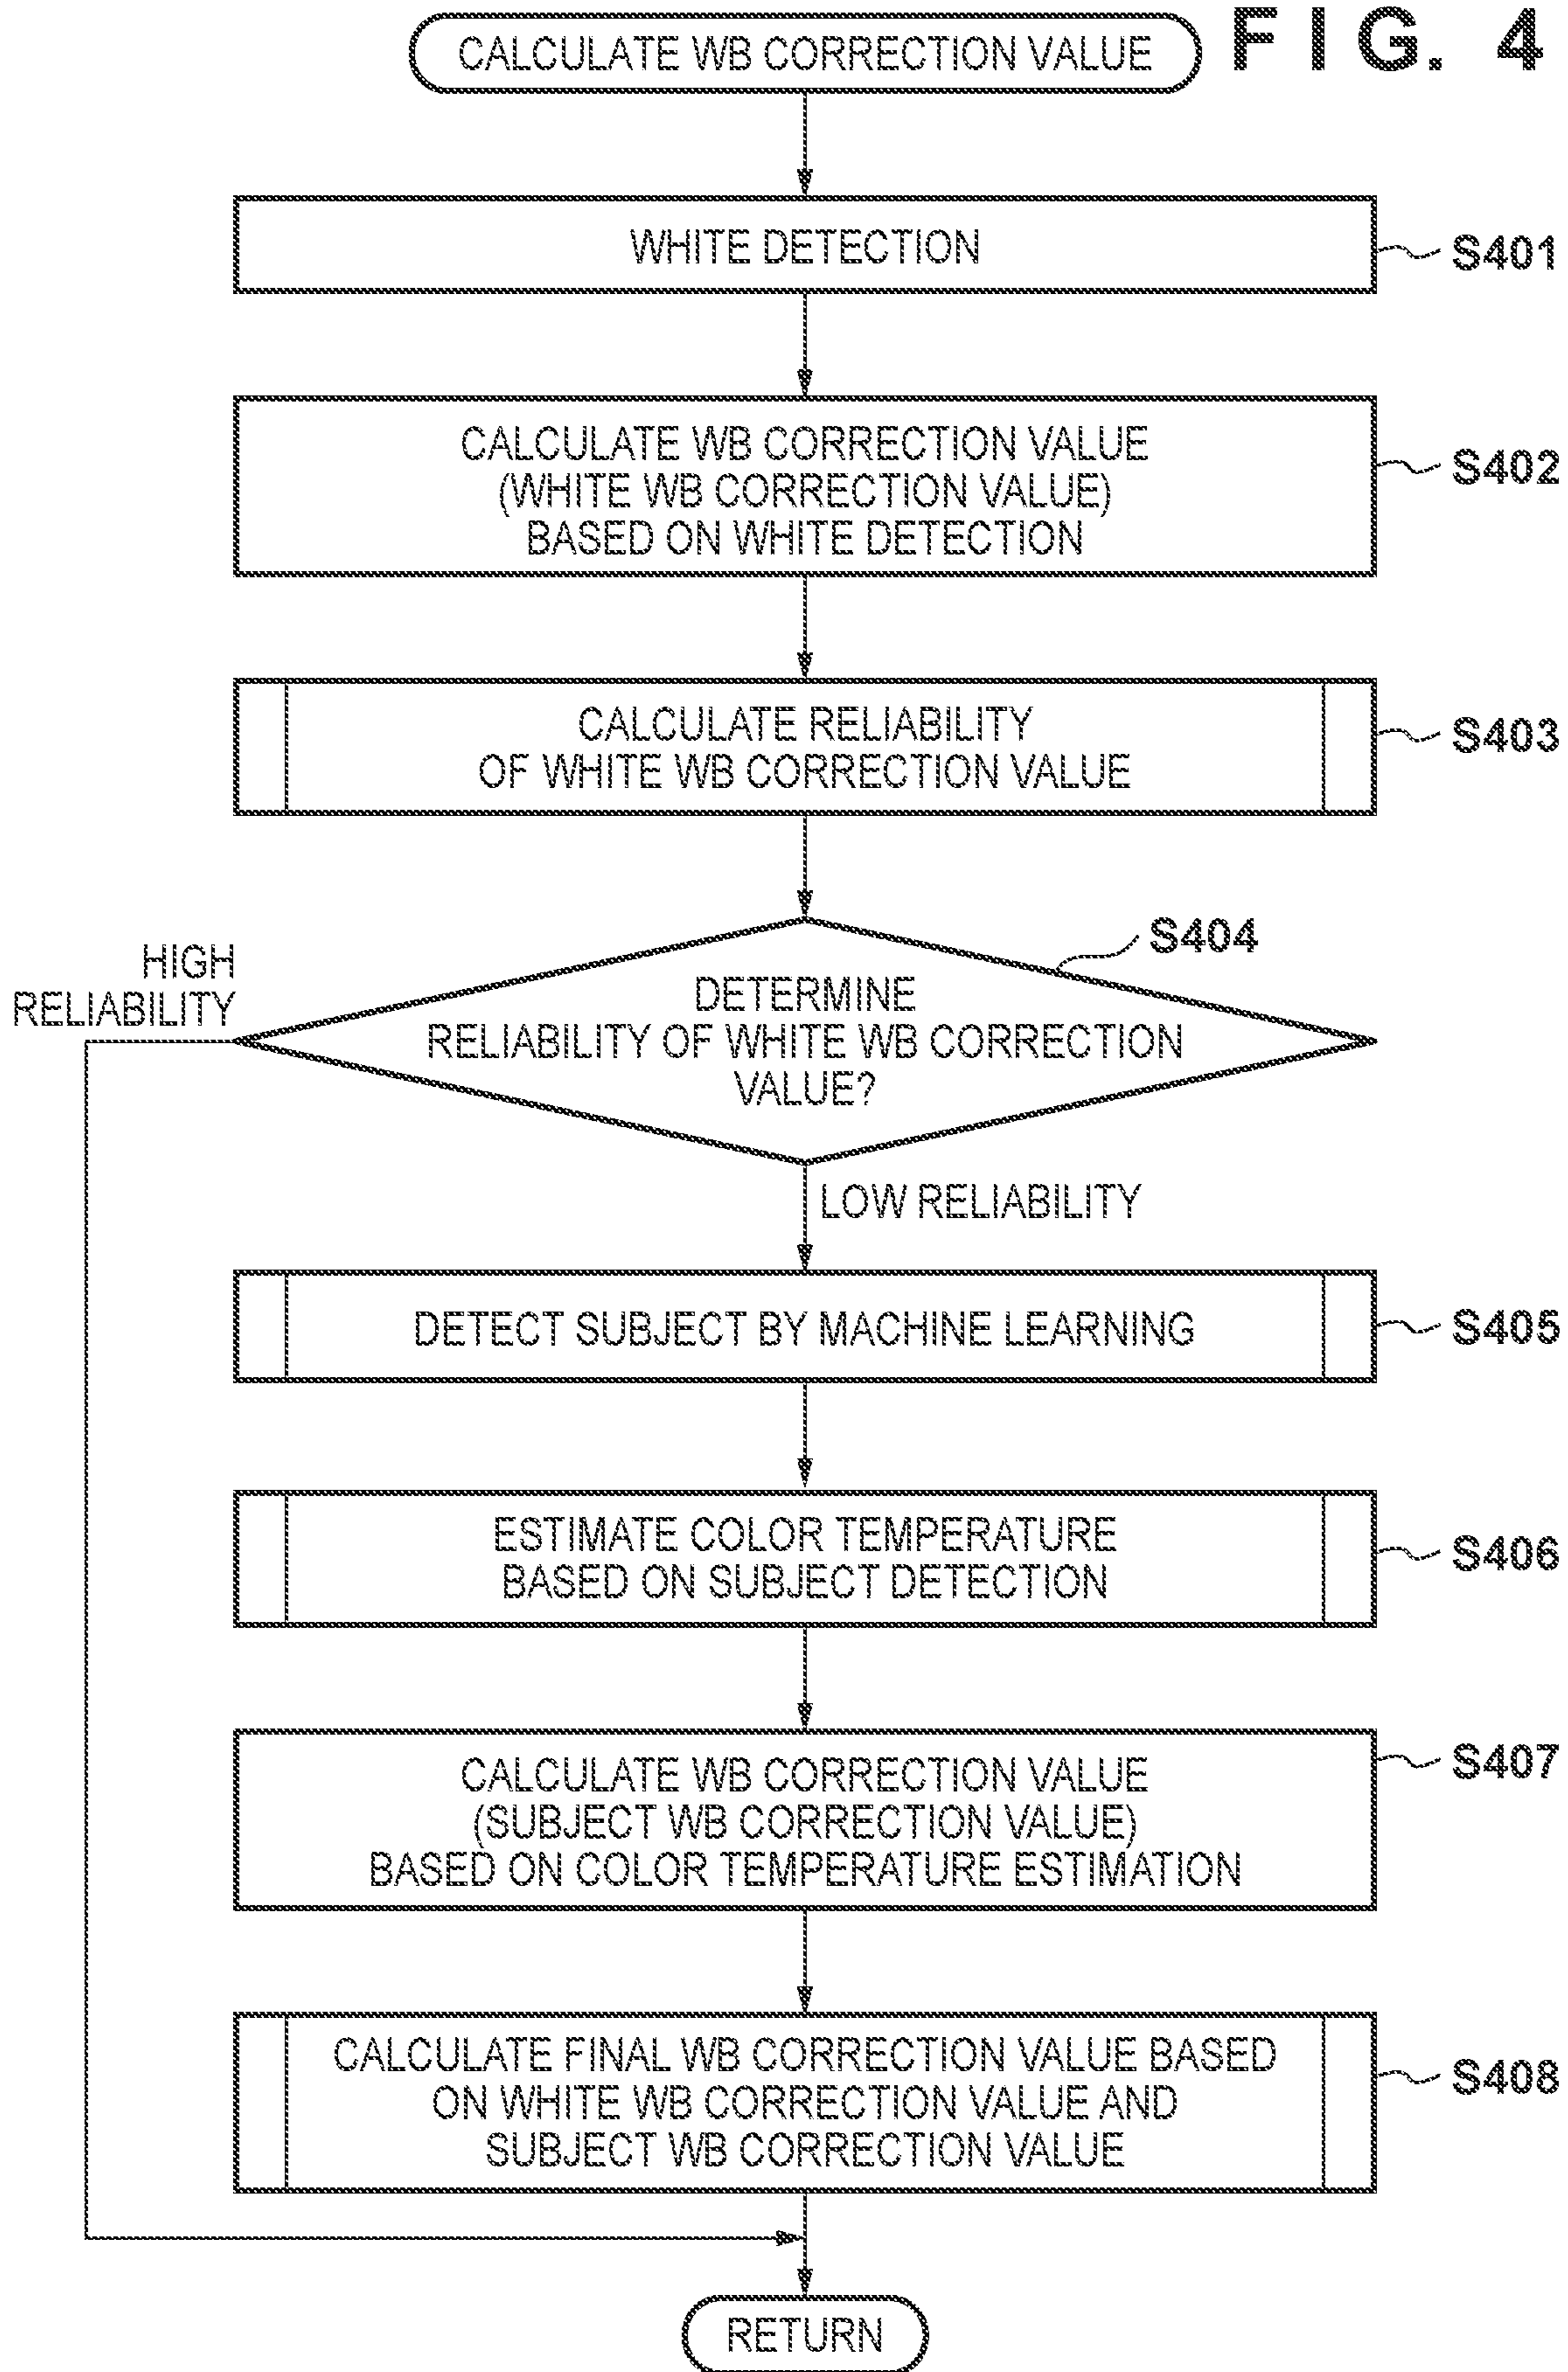 FIG. 4
CALCULATE WB CORRECTION VALUE
WHITE DETECTION
S401
CALCULATE WB CORRECTION VALUE
(WHITE WB CORRECTION VALUE)
BASED ON WHITE DETECTION
S402
CALCULATE RELIABILITY
OF WHITE WB CORRECTION VALUE
S403
S404
HIGH
RELIABILITY
DETERMINE
RELIABILITY OF WHITE WB CORRECTION
VALUE?
LOW RELIABILITY
DETECT SUBJECT BY MACHINE LEARNING
S405
ESTIMATE COLOR TEMPERATURE
BASED ON SUBJECT DETECTION
S406
CALCULATE WB CORRECTION VALUE
(SUBJECT WB CORRECTION VALUE)
BASED ON COLOR TEMPERATURE ESTIMATION
S407
CALCULATE FINAL WB CORRECTION VALUE BASED
ON WHITE WB CORRECTION VALUE AND
SUBJECT WB CORRECTION VALUE
S408
RETURN